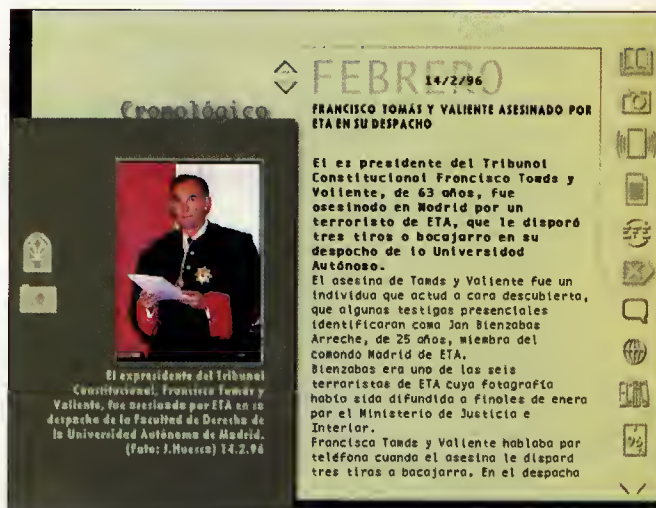 FEBRERO
14/2/96
Cronológico
FRANCISCO TOMÁS Y VALIENTE ASESINADO POR
ETA EN SU DESPACHO
El ex presidente del Tribunal
Constitucional Francisco Tomás y
Valiente, de 63 años, fue
asesinado en Madrid por un
terrorista de ETA, que le disparó
tres tiros a bocajarro en su
despacho de la Universidad
Autónoma.
El asesino de Tomás y Valiente fue un
individuo que actuó a cara descubierta,
que algunos testigos presenciales
identificaron como Jon Bienzobas
Arreche, de 25 años, miembro del
comando Madrid de ETA.
Bienzobas era uno de los seis
terroristas de ETA cuya fotografía
había sido difundida a finales de enero
por el Ministerio de Justicia e
Interior.
Francisco Tomás y Valiente hablaba por
teléfono cuando el asesino le disparó
tres tiros a bocajarro. En el despacho
El expresidente del Tribunal
Constitucional, Francisco Tomás y
Valiente, fue asesinado por ETA en su
despacho de la Facultad de Derecho de
la Universidad Autónoma de Madrid.
(Foto: J.Huesca) 14.2.96
96